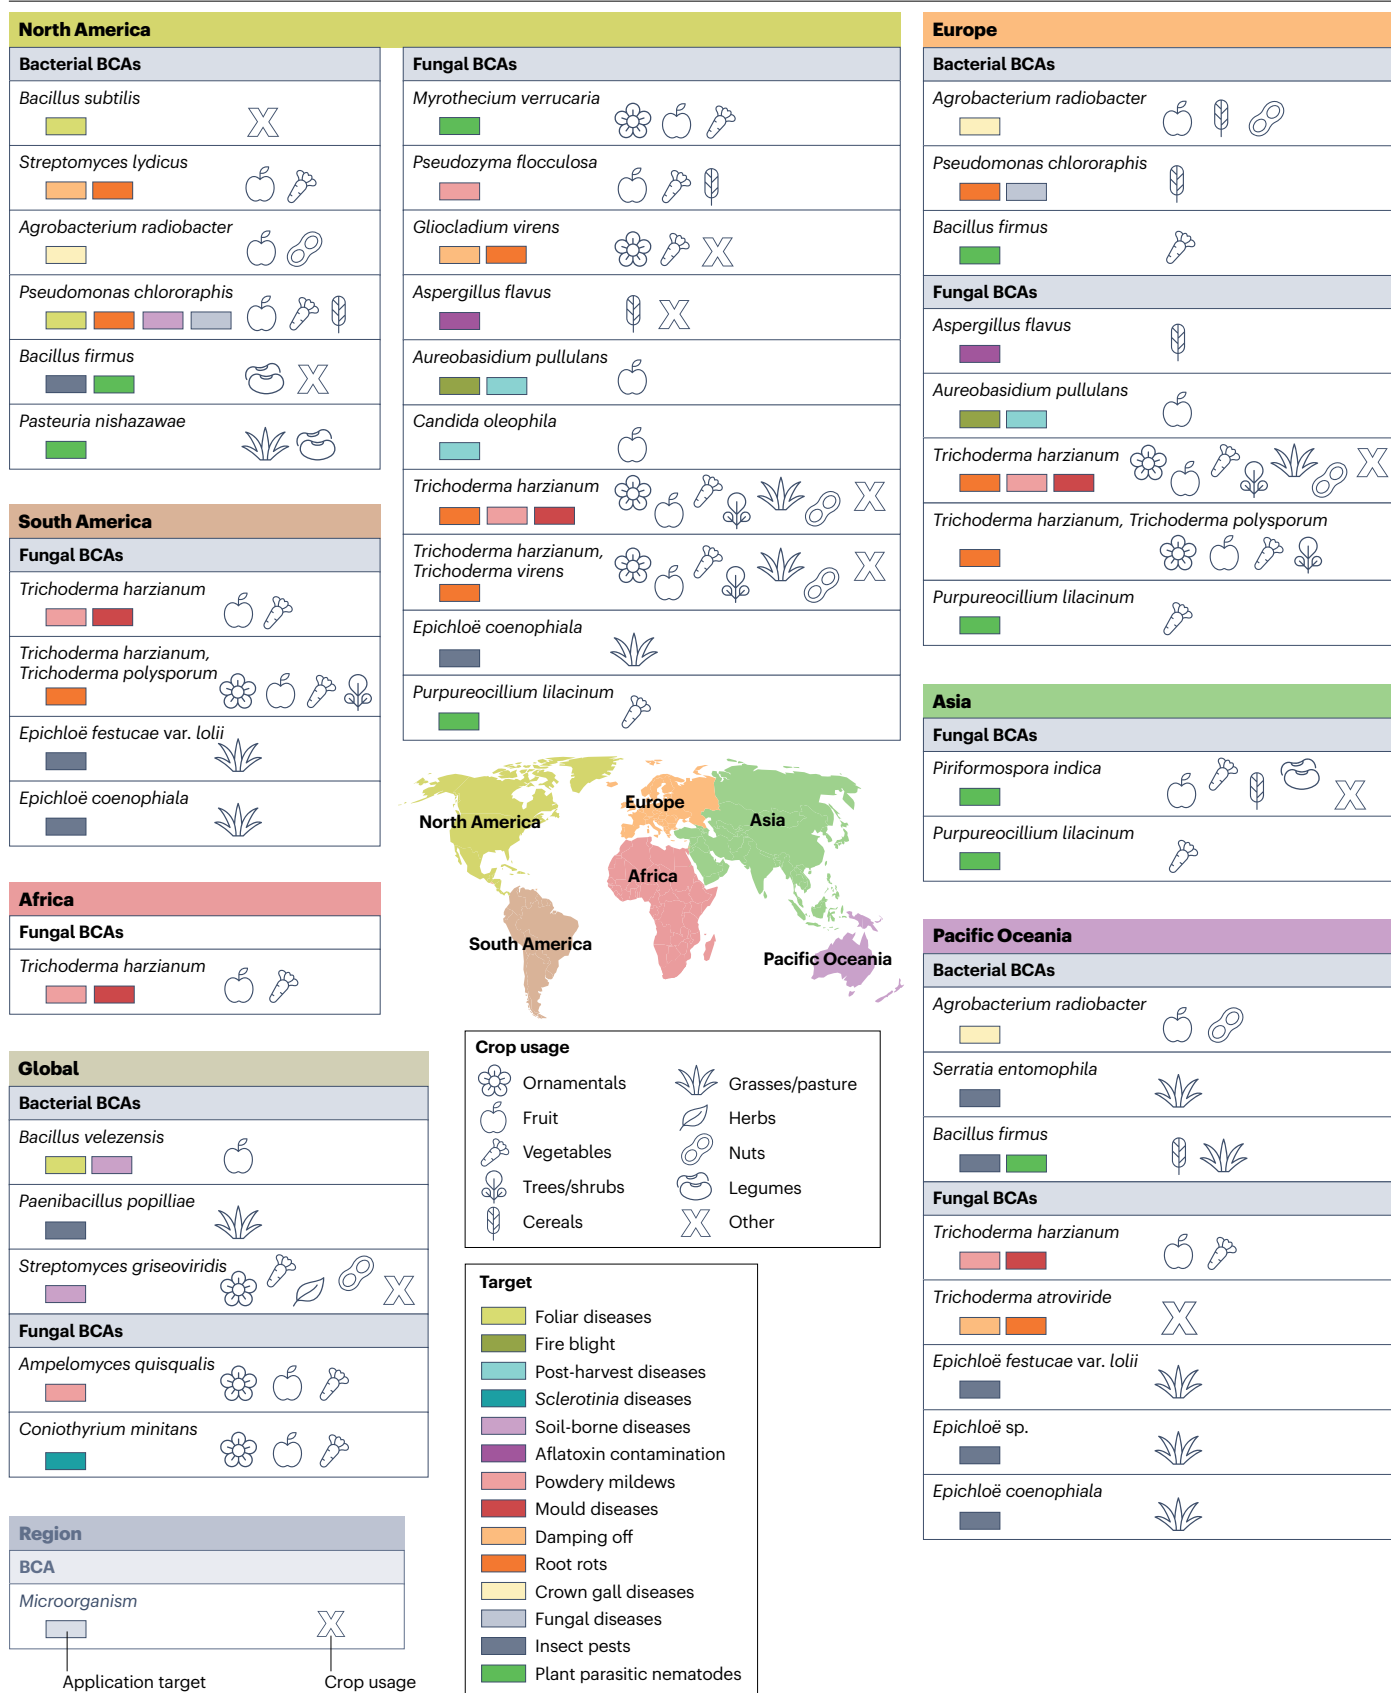 North America
Bacterial BCAs
Bacillus subtilis
Streptomyces lydicus
Agrobacterium radiobacter
Pseudomonas chlororaphis
Bacillus firmus
Pasteuria nishazawae
Fungal BCAs
Myrothecium verrucaria
Pseudozyma flocculosa
Gliocladium virens
Aspergillus flavus
Aureobasidium pullulans
Candida oleophila
Trichoderma harzianum
Trichoderma harzianum,
Trichoderma virens
Epichloë coenophiala
Purpureocillium lilacinum
Europe
Bacterial BCAs
Agrobacterium radiobacter
Pseudomonas chlororaphis
Bacillus firmus
Fungal BCAs
Aspergillus flavus
Aureobasidium pullulans
Trichoderma harzianum
Trichoderma harzianum, Trichoderma polysporum
Purpureocillium lilacinum
South America
Fungal BCAs
Trichoderma harzianum
Trichoderma harzianum,
Trichoderma polysporum
Epichloë festucae var. lolii
Epichloë coenophiala
Africa
Fungal BCAs
Trichoderma harzianum
North America
Europe
Asia
Africa
South America
Pacific Oceania
Asia
Fungal BCAs
Piriformospora indica
Purpureocillium lilacinum
Pacific Oceania
Bacterial BCAs
Agrobacterium radiobacter
Serratia entomophila
Bacillus firmus
Fungal BCAs
Trichoderma harzianum
Trichoderma atroviride
Epichloë festucae var. lolii
Epichloë sp.
Epichloë coenophiala
Global
Bacterial BCAs
Bacillus velezensis
Paenibacillus popilliae
Streptomyces griseoviridis
Fungal BCAs
Ampelomyces quisqualis
Coniothyrium minitans
Crop usage
Ornamentals
Fruit
Vegetables
Trees/shrubs
Cereals
Grasses/pasture
Herbs
Nuts
Legumes
Other
Target
Foliar diseases
Fire blight
Post-harvest diseases
Sclerotinia diseases
Soil-borne diseases
Aflatoxin contamination
Powdery mildews
Mould diseases
Damping off
Root rots
Crown gall diseases
Fungal diseases
Insect pests
Plant parasitic nematodes
Region
BCA
Microorganism
Application target
Crop usage